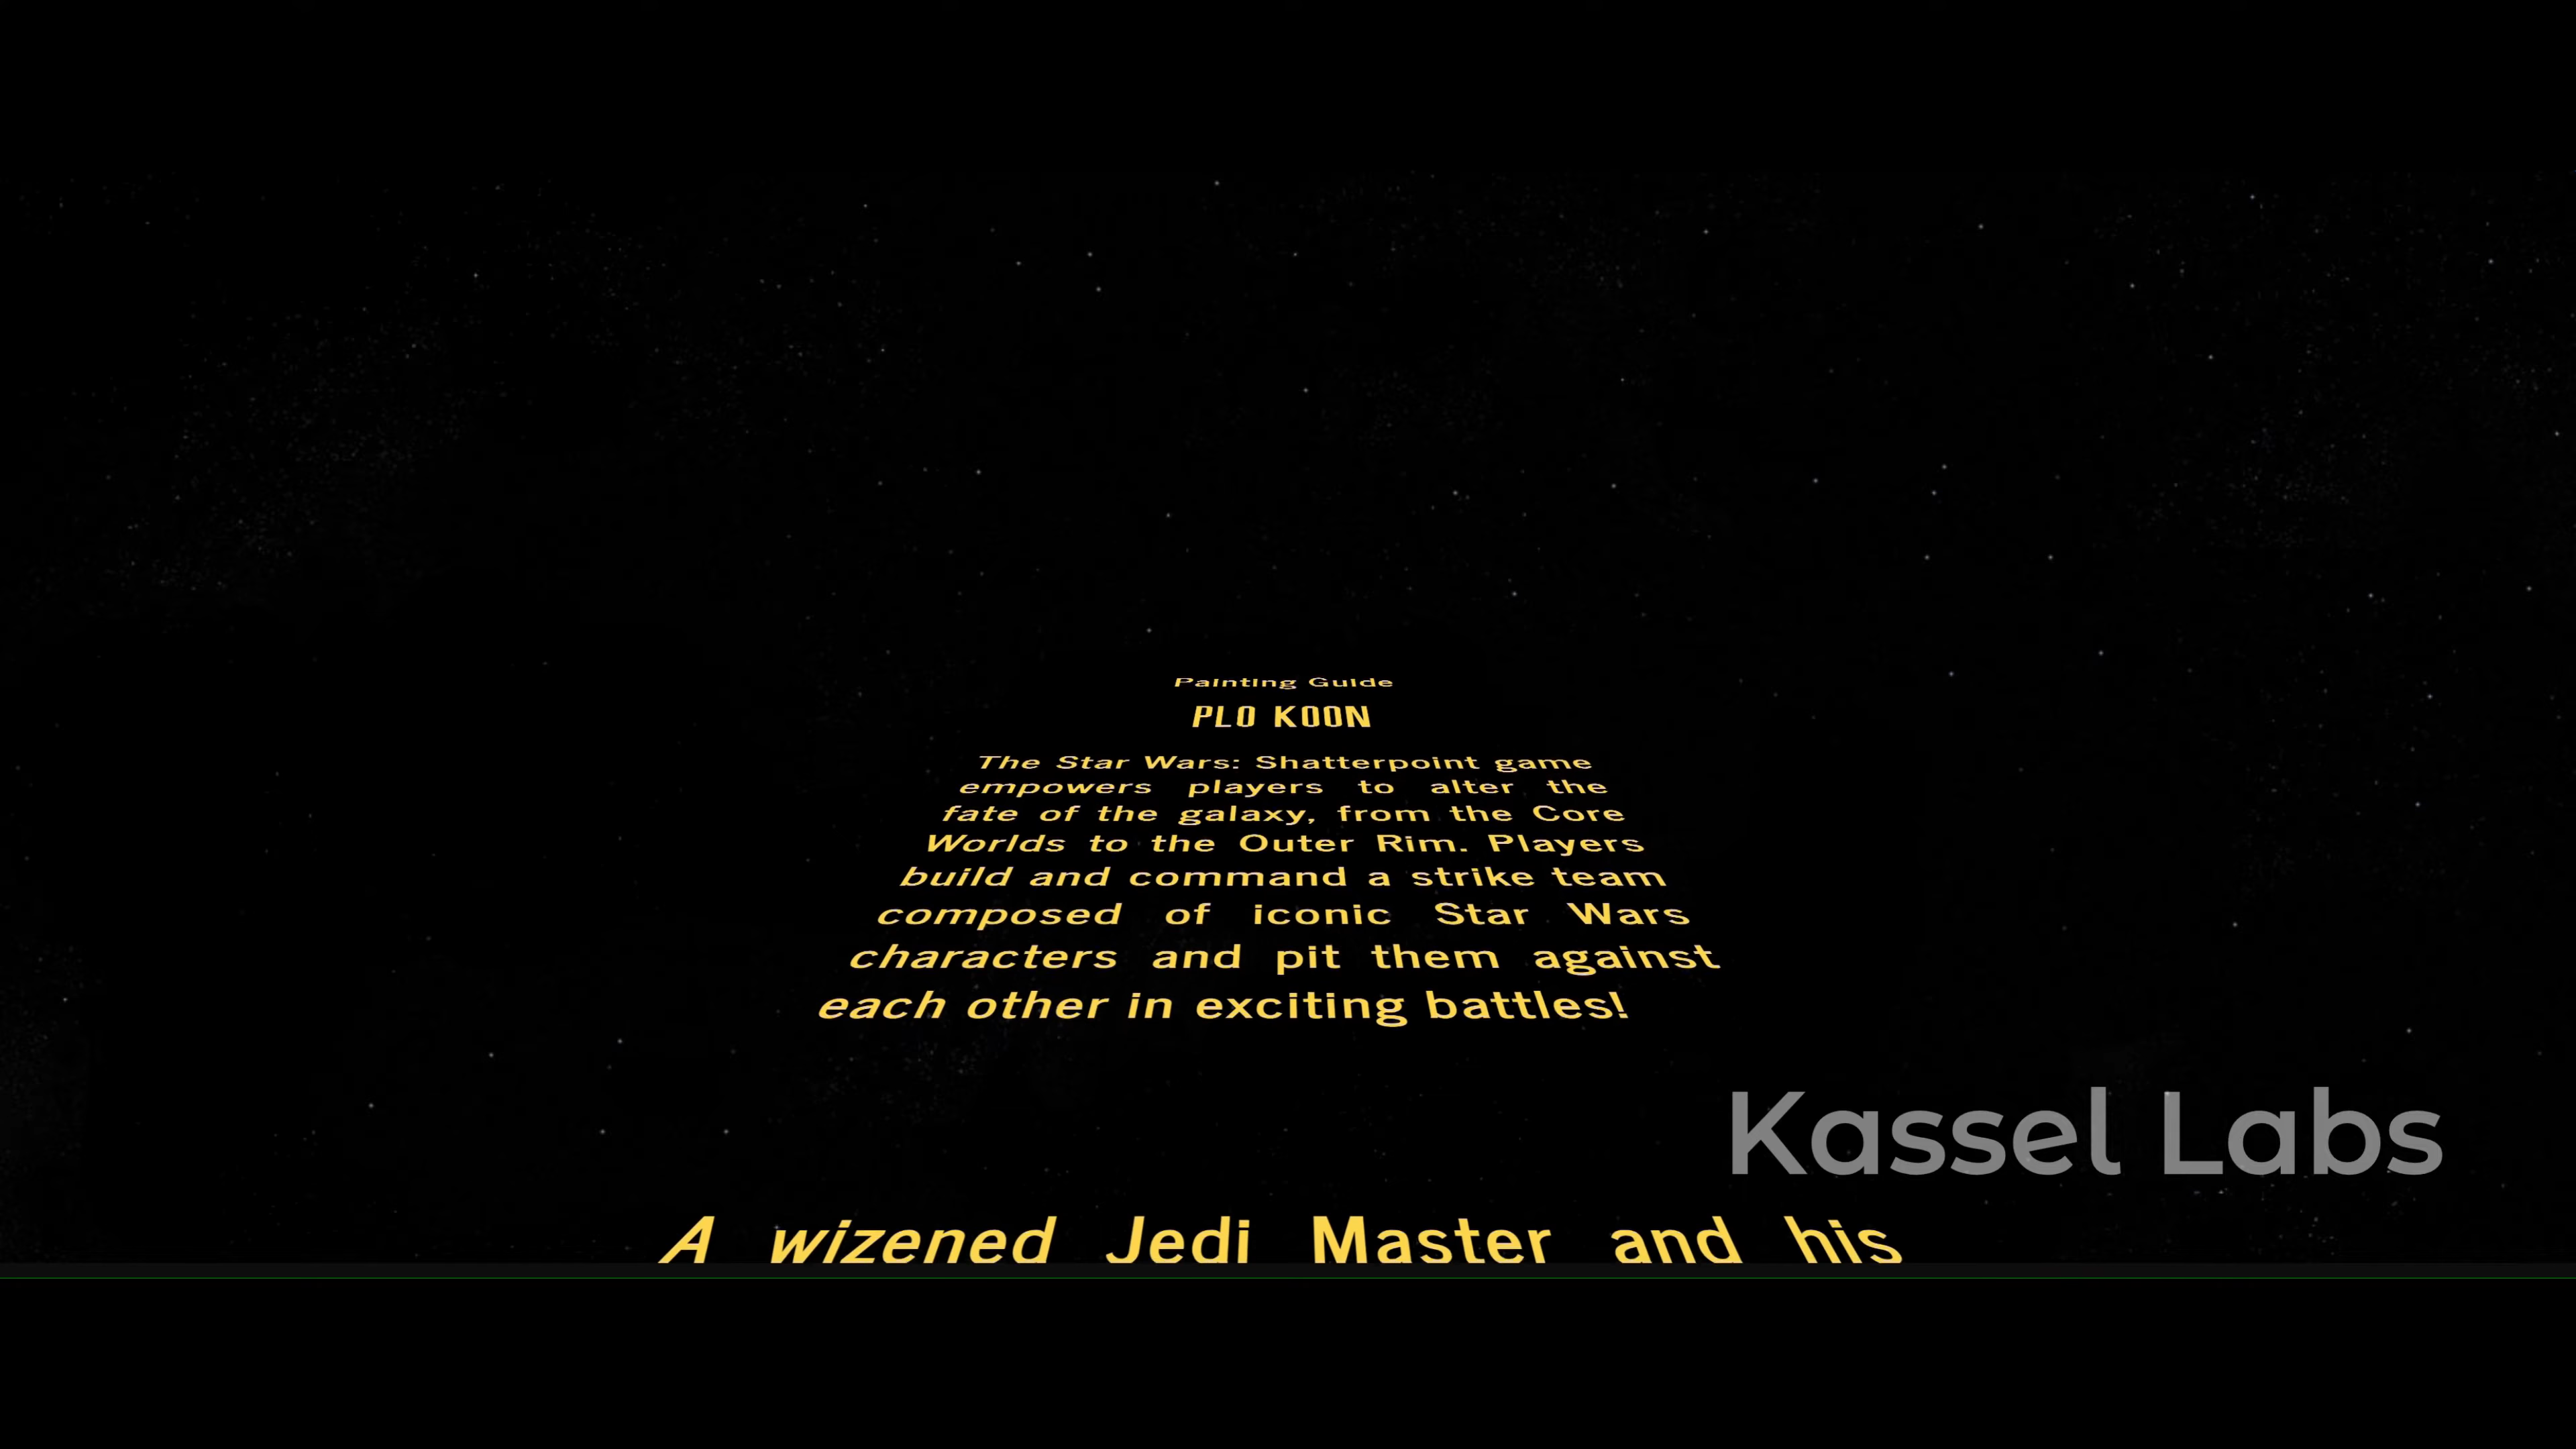 Painting Guide
PLO KOON
The Star Wars: Shatterpoint game
empowers players to alter the
fate of the galaxy, from the Core
Worlds to the Outer Rim. Players
build and command a strike team
composed of iconic Star Wars
characters and pit them against
each other in exciting battles!
Kassel Labs
A wizened Jedi Master and his